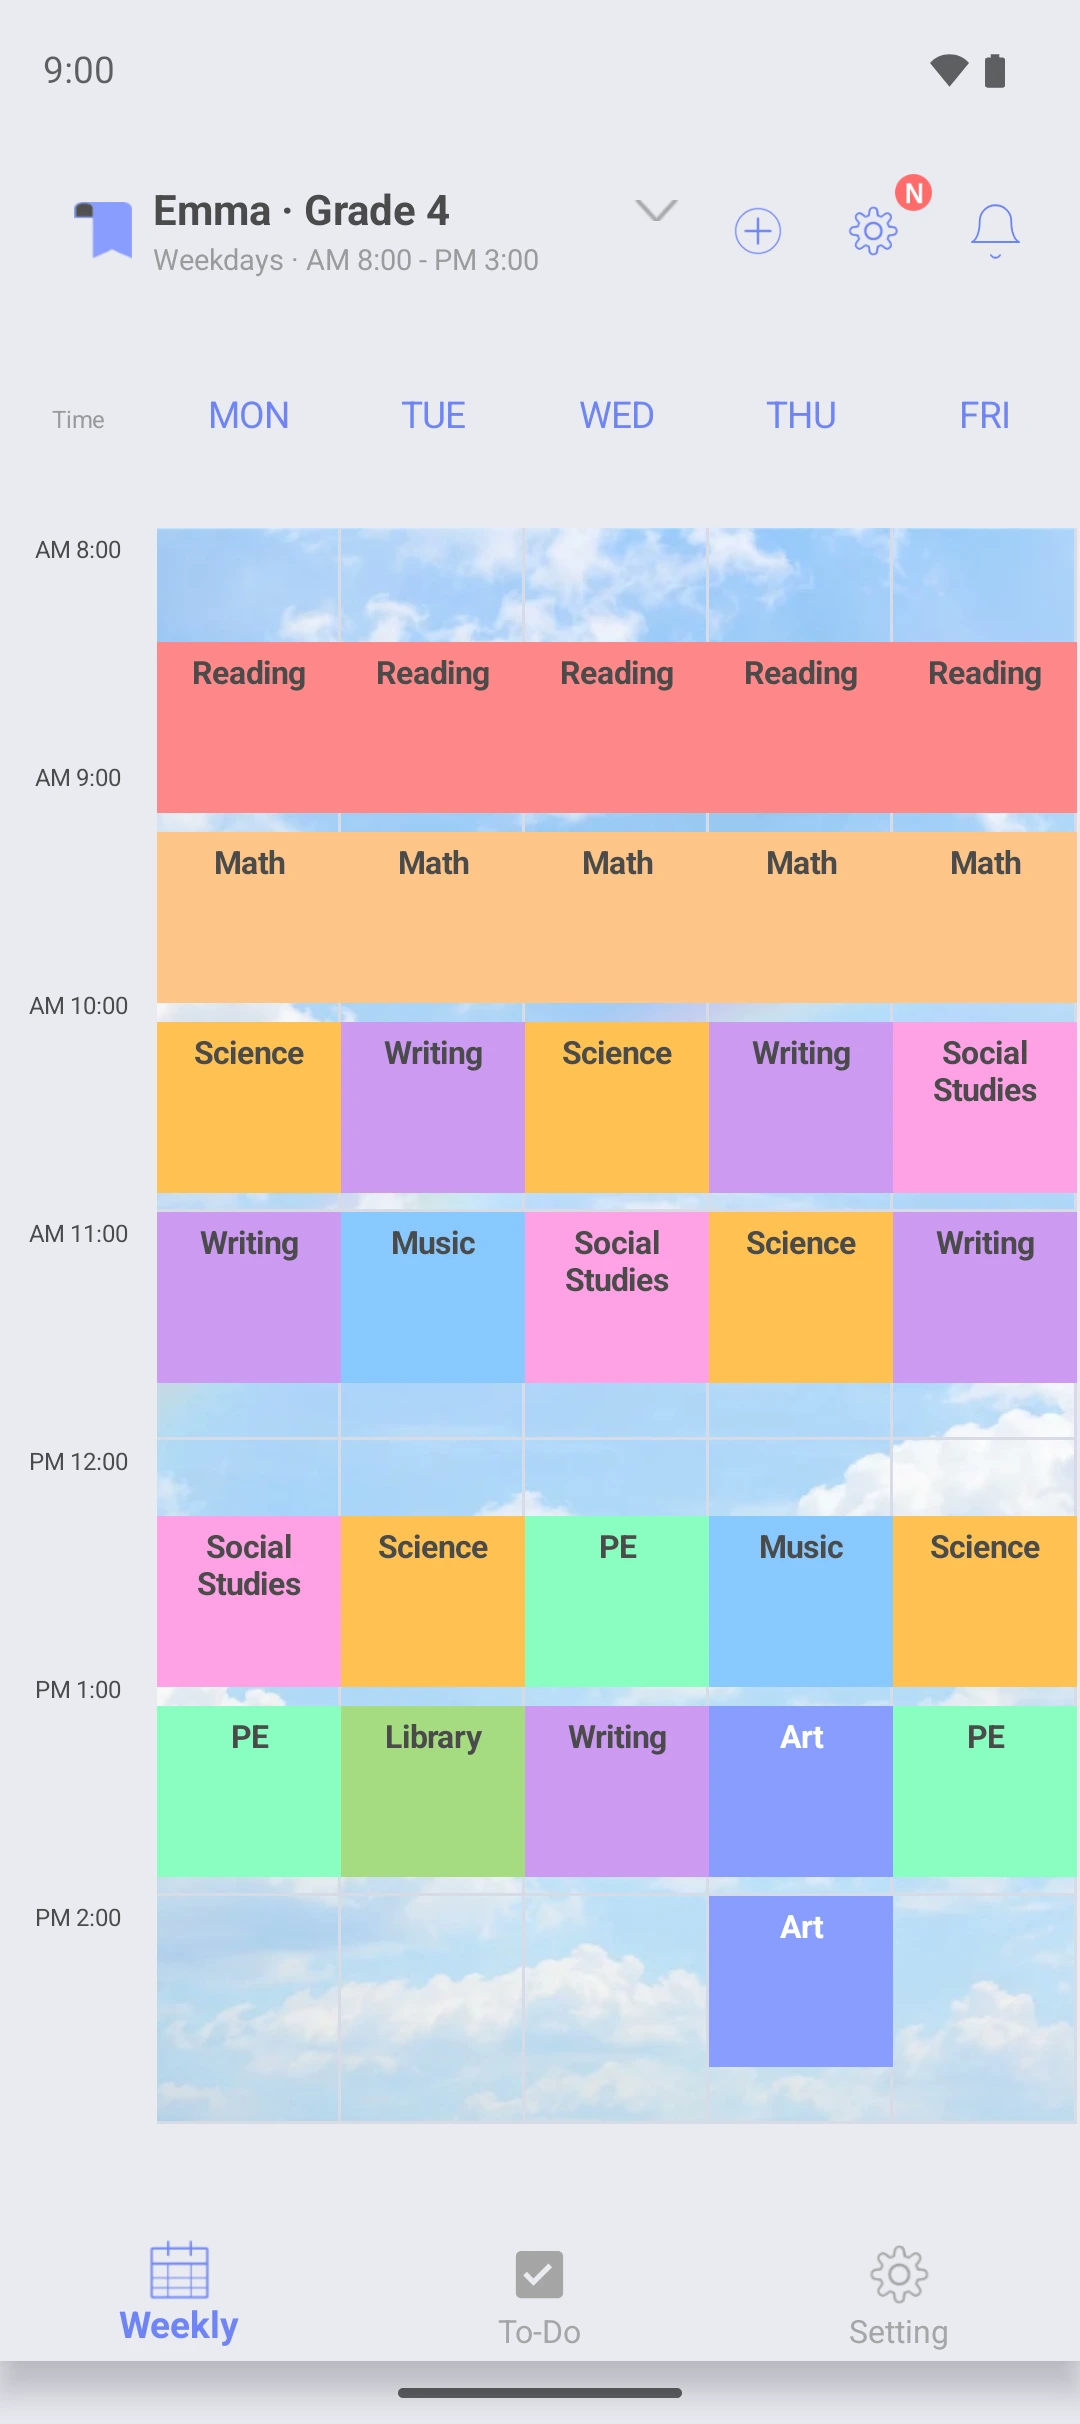 9:00
Emma · Grade 4
N
Weekdays · AM 8:00 - PM 3:00
Time MON TUE WED THU FRI
AM 8:00
Reading Reading Reading Reading Reading
AM 9:00
Math Math Math Math Math
AM 10:00
Science Writing Science Writing Social
Studies
AM 11:00
Writing Music Social Science Writing
Studies
PM 12:00
Social Science PE Music Science
Studies
PM 1:00
PE Library Writing Art PE
PM 2:00
Art
Weekly To-Do Setting